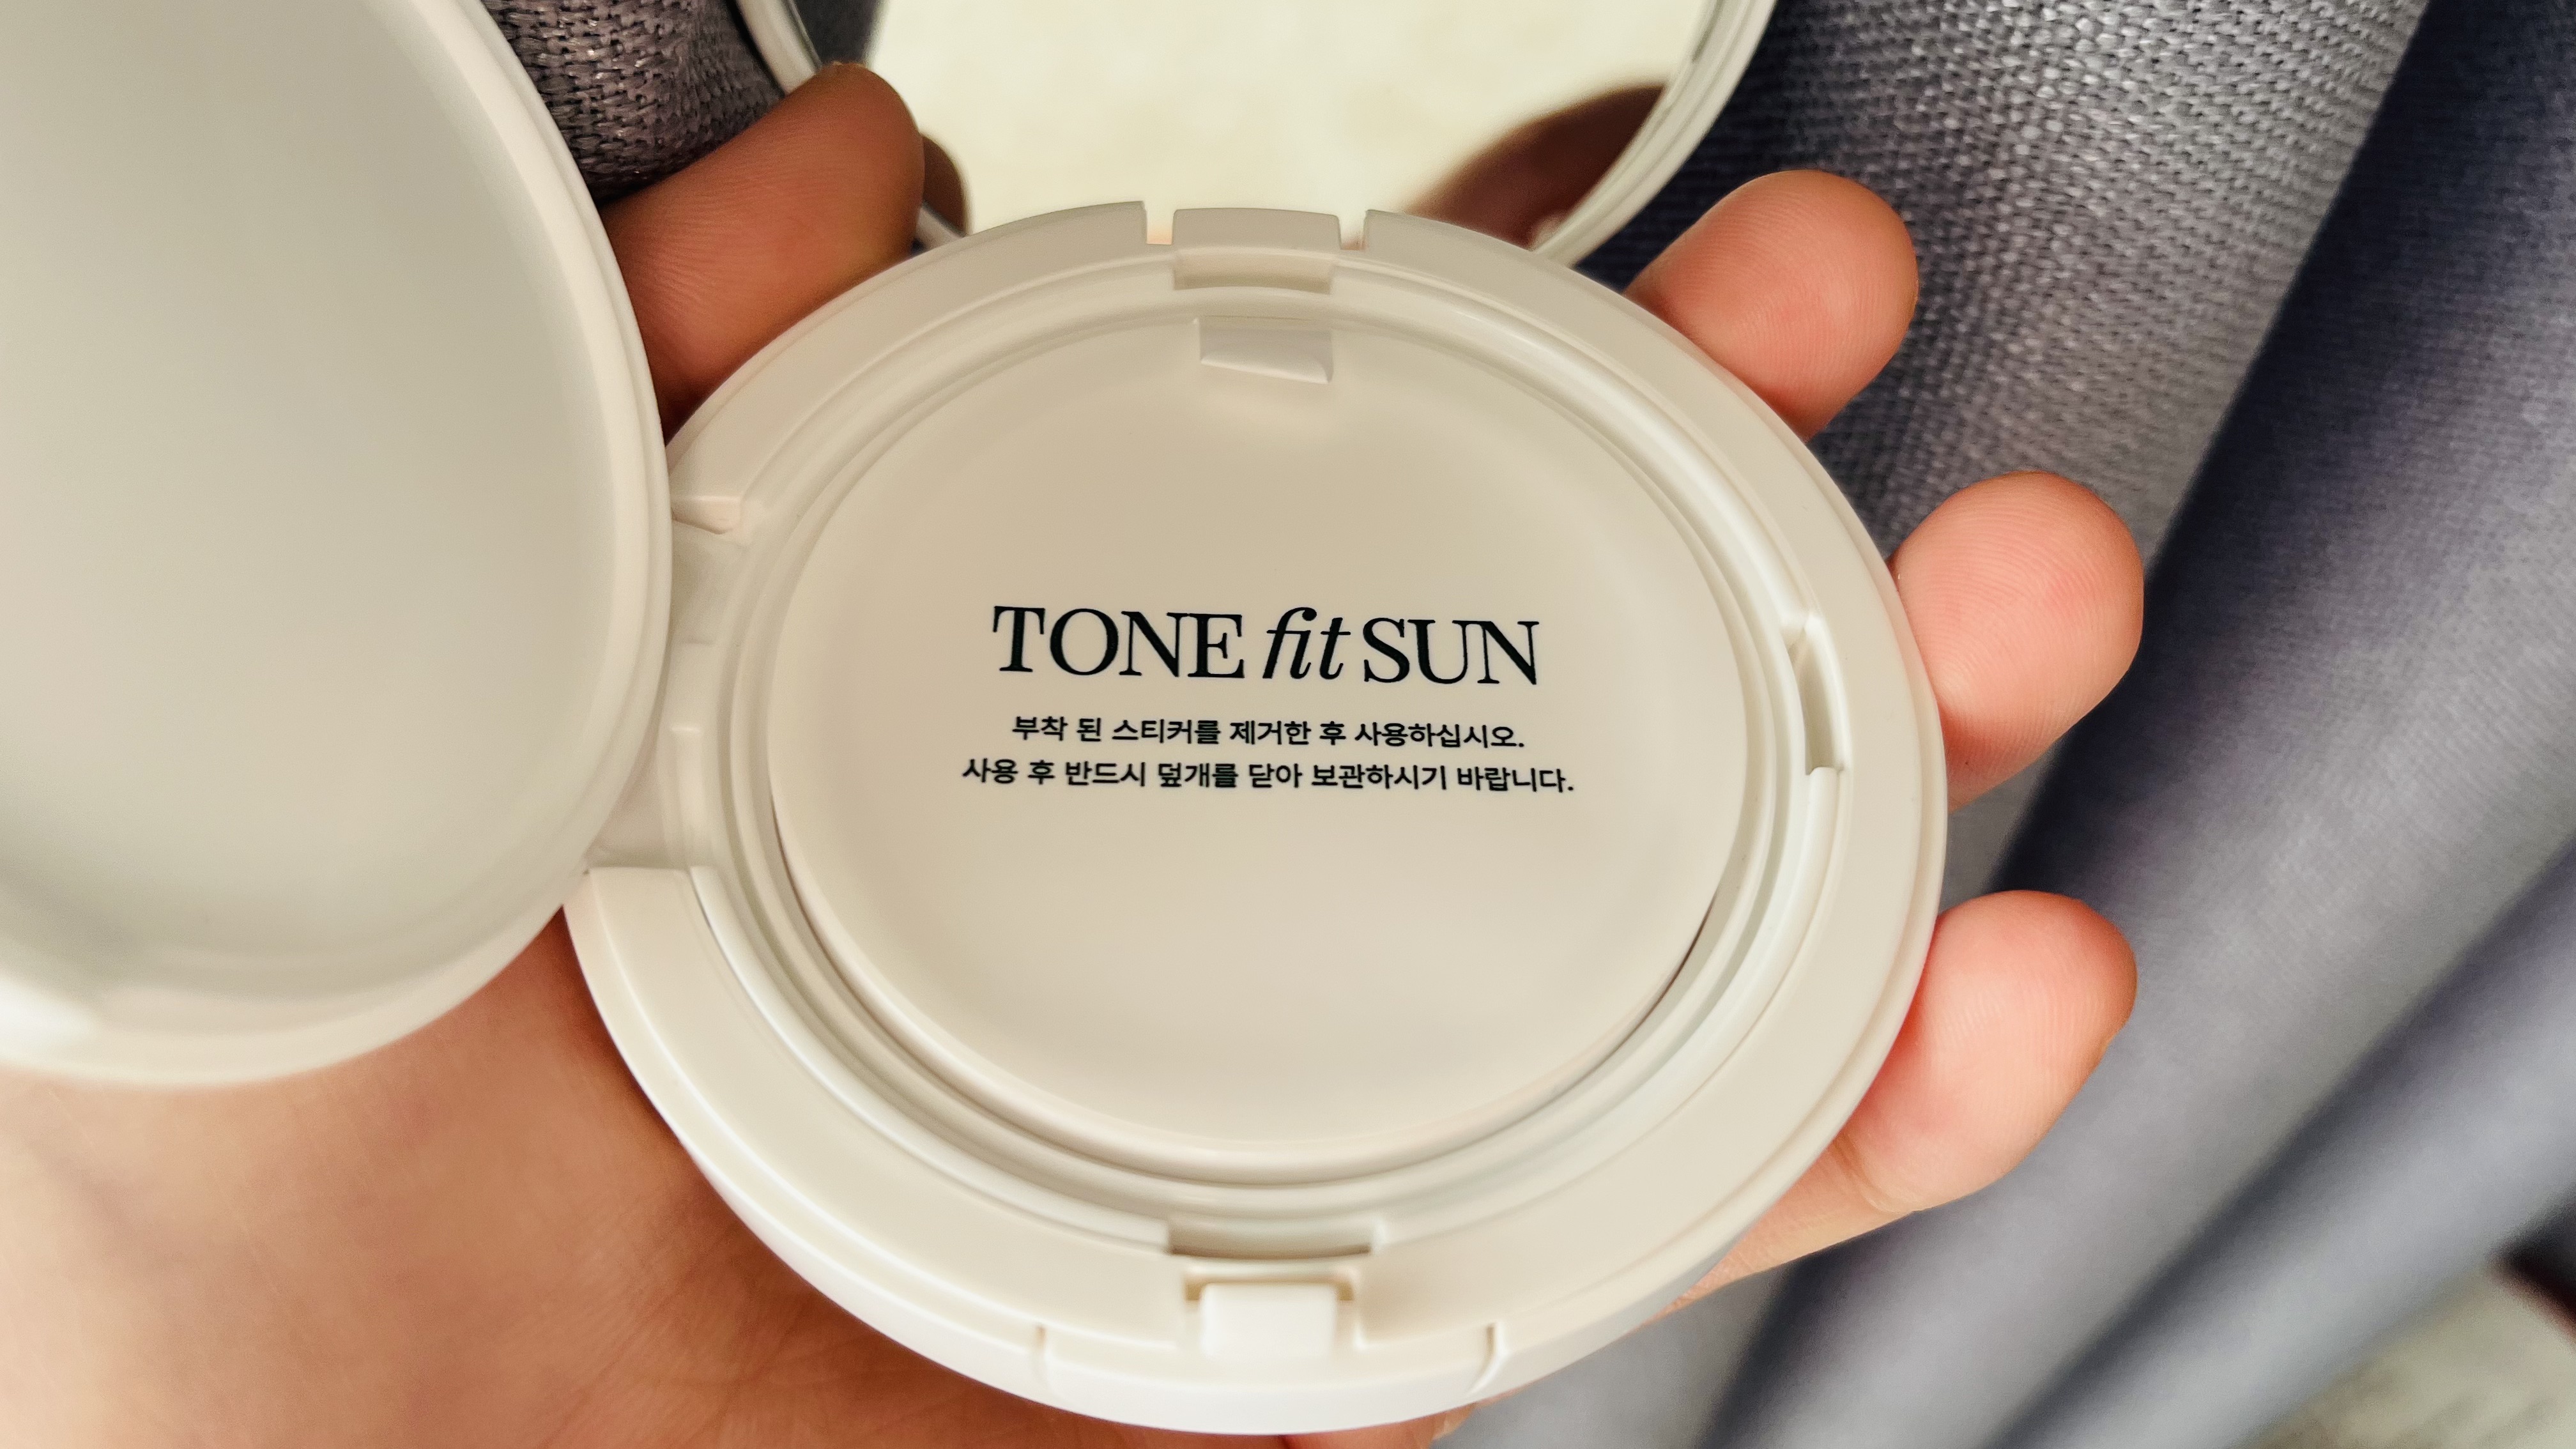 TONE fit SUN
부착 된 스티커를 제거한 후 사용하십시오.
사용 후 반드시 덮개를 닫아 보관하시기 바랍니다.